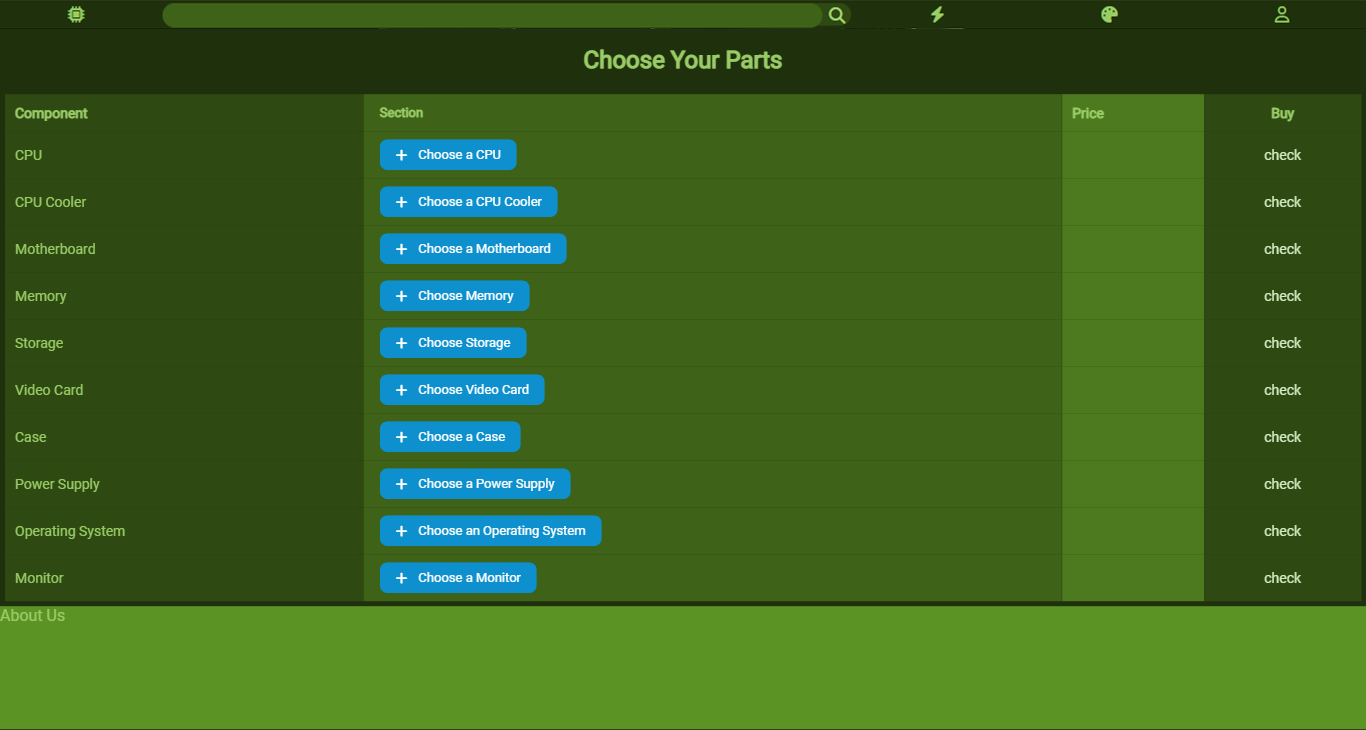 Choose Your Parts
Component Section Price Buy
CPU Choose a CPU check
CPU Cooler Choose a CPU Cooler check
Motherboard Choose a Motherboard check
Memory Choose Memory check
Storage Choose Storage check
Video Card Choose Video Card check
Case Choose a Case check
Power Supply Choose a Power Supply check
Operating System Choose an Operating System check
Monitor Choose a Monitor check
About Us